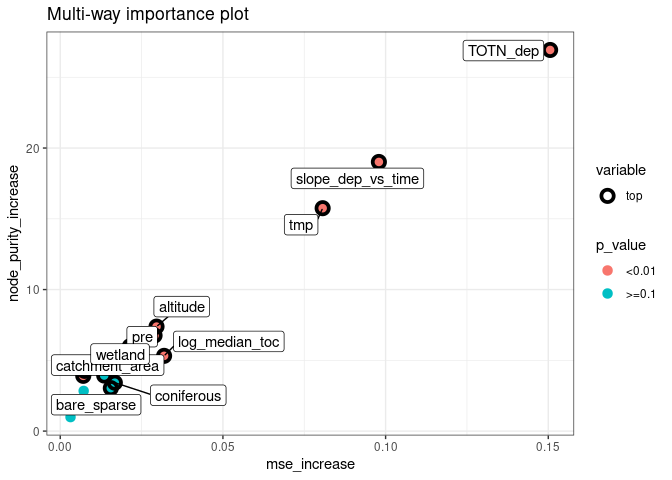 Multi-way importance plot
TOTN_dep
slope_dep_vs_time
tmp
altitude
pre
log_median_toc
wetland
catchment_area
coniferous
bare_sparse
20
10
0
0.00
0.05
0.10
0.15
mse_increase
node_purity_increase
variable
top
p_value
<0.01
>=0.1